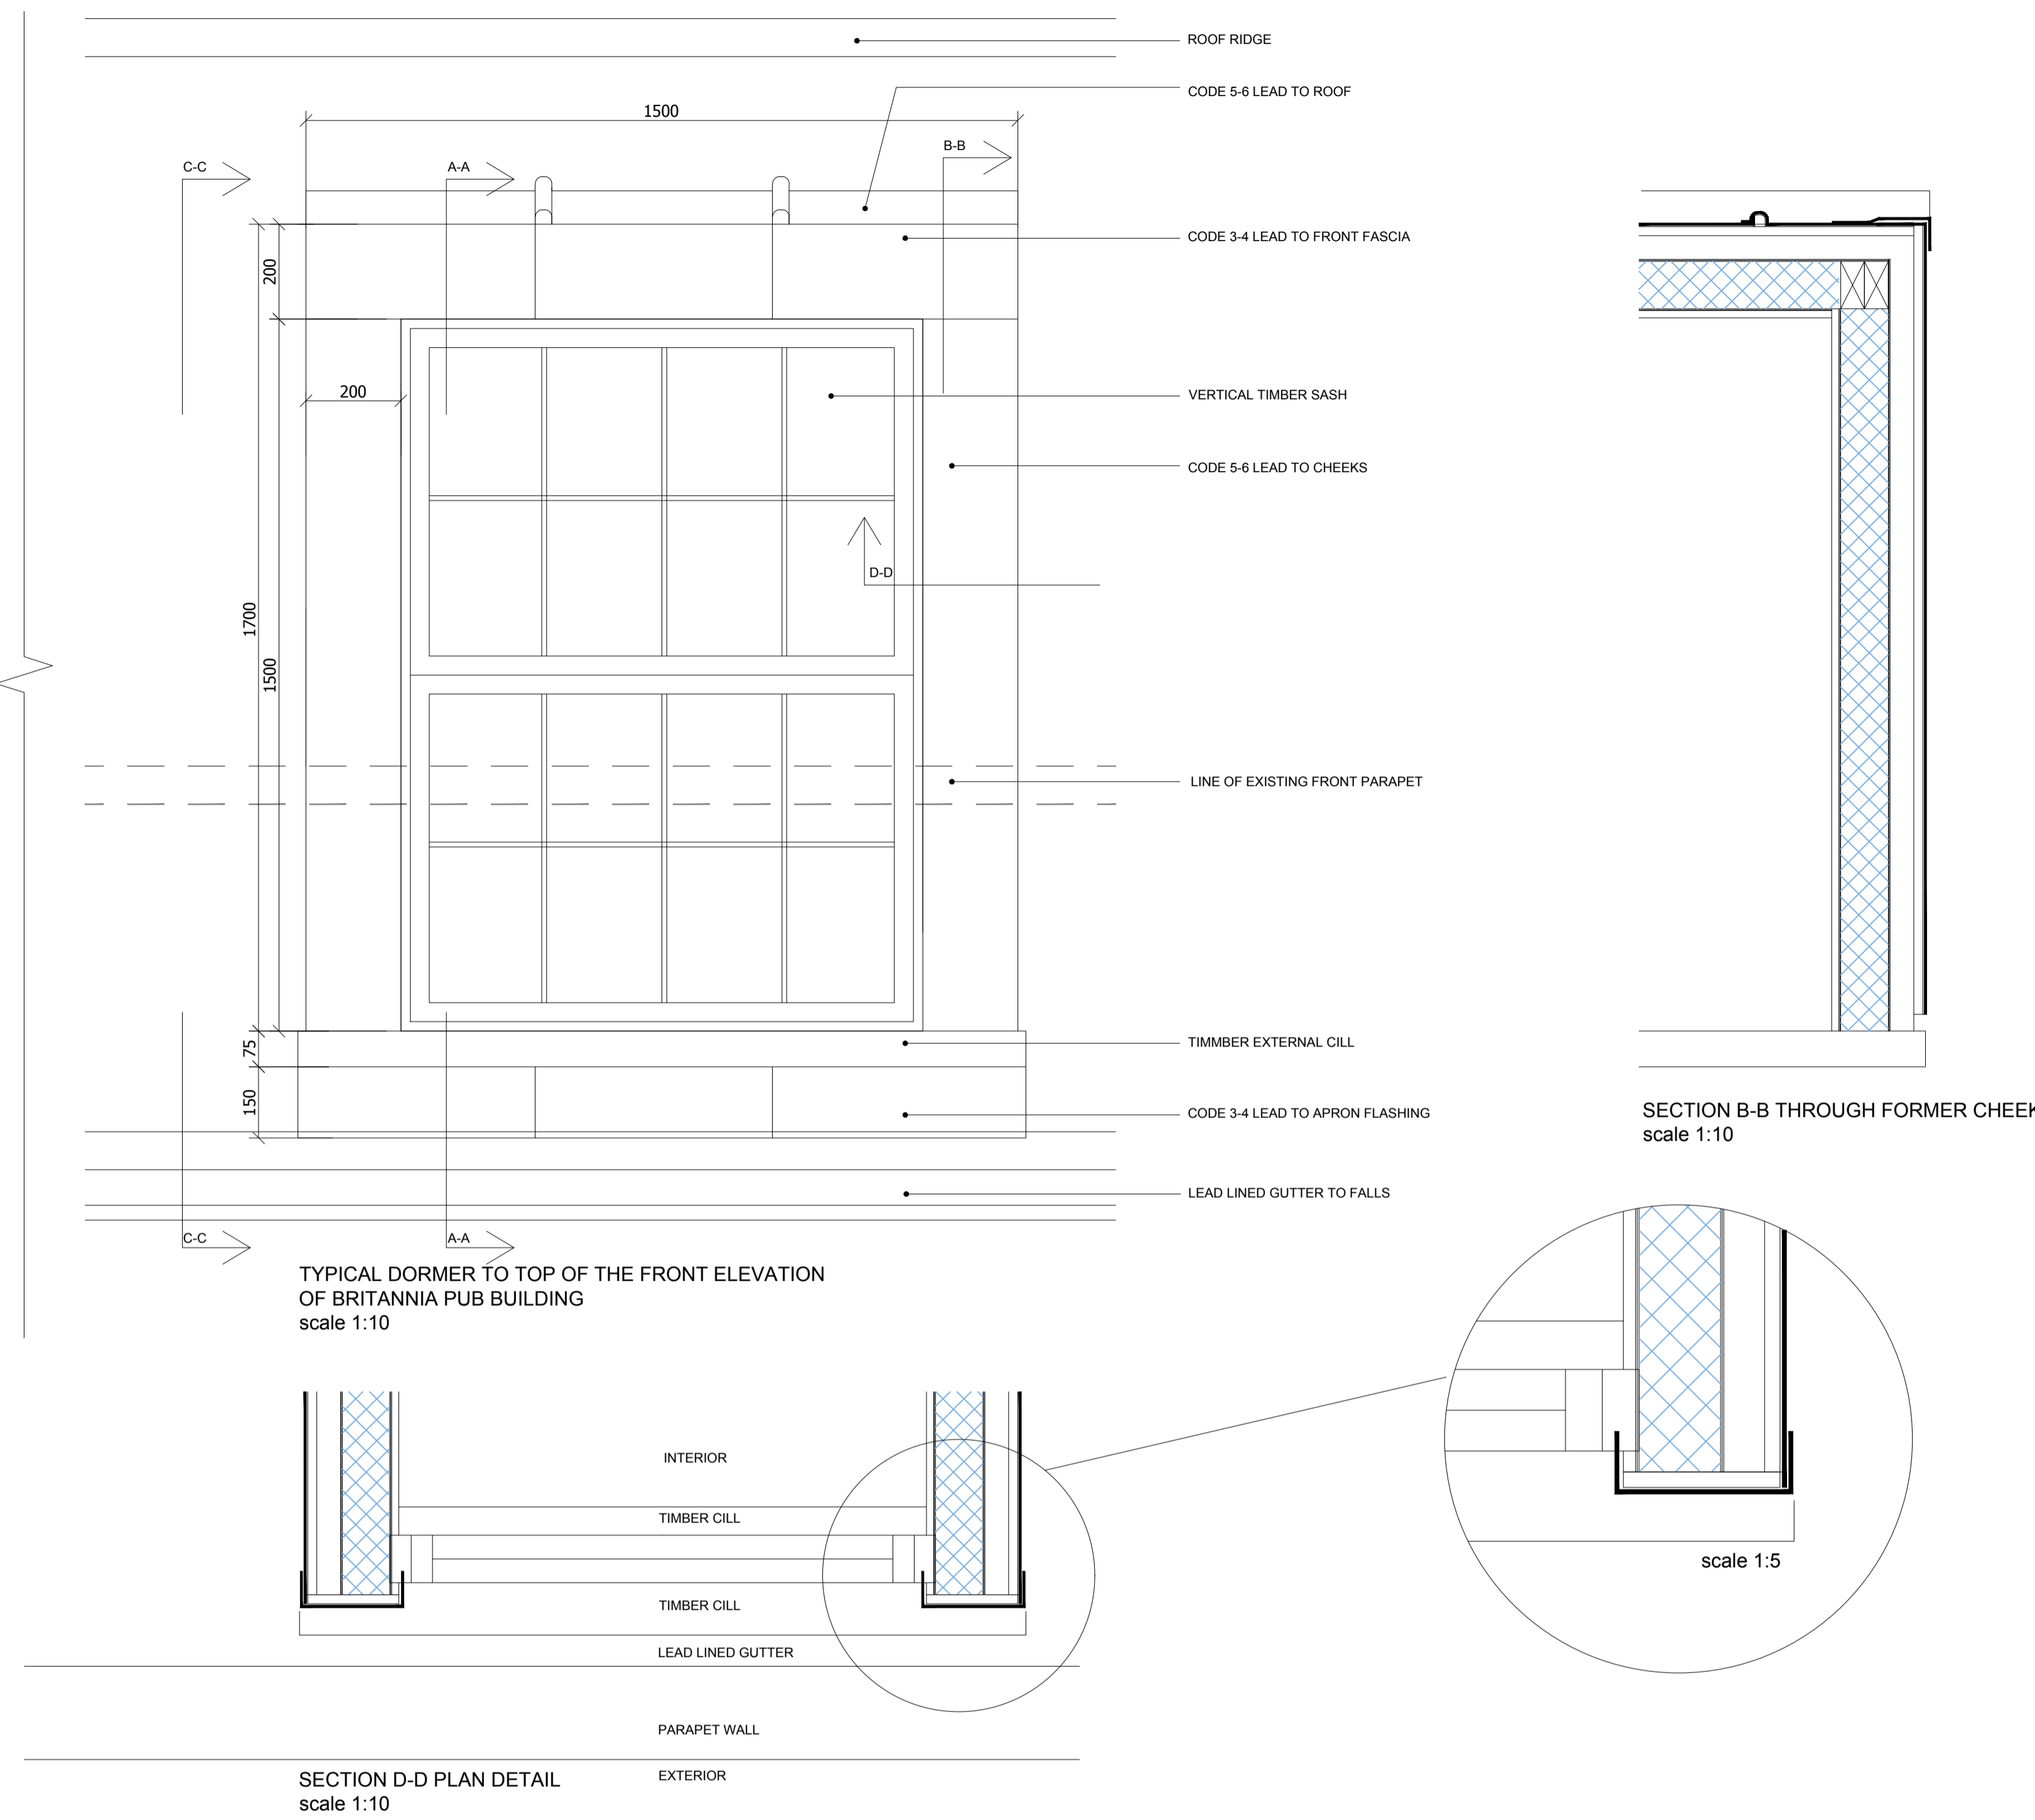 ROOF RIDGE
CODE 5-6 LEAD TO ROOF
1500
B-B
C-C
A-A
CODE 3-4 LEAD TO FRONT FASCIA
200
200
VERTICAL TIMBER SASH
CODE 5-6 LEAD TO CHEEKS
D-D
1700
1500
LINE OF EXISTING FRONT PARAPET
75
TIMMBER EXTERNAL CILL
150
CODE 3-4 LEAD TO APRON FLASHING
SECTION B-B THROUGH FORMER CHEEK
scale 1:10
LEAD LINED GUTTER TO FALLS
C-C
A-A
TYPICAL DORMER TO TOP OF THE FRONT ELEVATION
OF BRITANNIA PUB BUILDING
scale 1:10
INTERIOR
TIMBER CILL
scale 1:5
TIMBER CILL
LEAD LINED GUTTER
PARAPET WALL
SECTION D-D PLAN DETAIL
scale 1:10
EXTERIOR